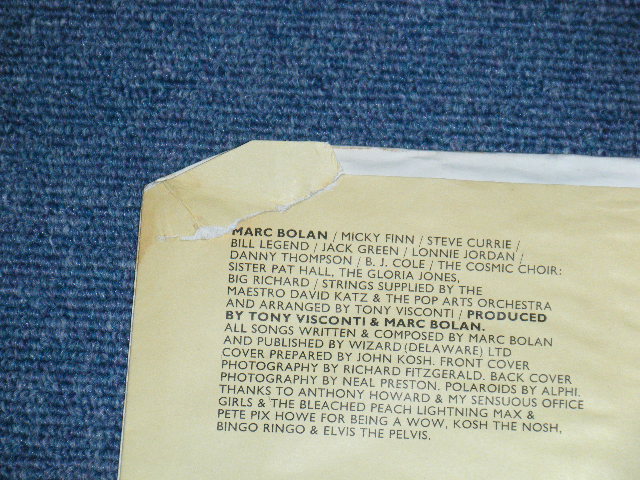 MARC BOLAN / MICKY FINN / STEVE CURRIE /
BILL LEGEND / JACK GREEN / LONNIE JORDAN /
DANNY THOMPSON / B. J. COLE / THE COSMIC CHOIR:
SISTER PAT HALL, THE GLORIA JONES,
BIG RICHARD / STRINGS SUPPLIED BY THE
MAESTRO DAVID KATZ & THE POP ARTS ORCHESTRA
AND ARRANGED BY TONY VISCONTI / PRODUCED
BY TONY VISCONTI & MARC BOLAN.
ALL SONGS WRITTEN & COMPOSED BY MARC BOLAN
AND PUBLISHED BY WIZARD (DELAWARE) LTD
COVER PREPARED BY JOHN KOSH. FRONT COVER
PHOTOGRAPHY BY RICHARD FITZGERALD. BACK COVER
PHOTOGRAPHY BY NEAL PRESTON. POLAROIDS BY ALPHI.
THANKS TO ANTHONY HOWARD & MY SENSUOUS OFFICE
GIRLS & THE BLEACHED PEACH LIGHTNING MAX &
PETE PIX HOWE FOR BEING A WOW, KOSH THE NOSH,
BINGO RINGO & ELVIS THE PELVIS.